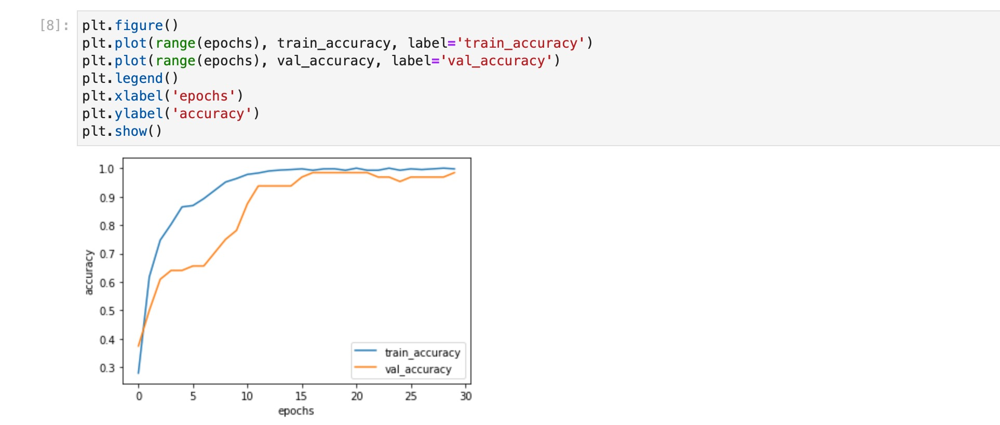 [8]: plt.figure()
plt.plot(range(epochs), train_accuracy, label='train_accuracy')
plt.plot(range(epochs), val_accuracy, label='val_accuracy')
plt.legend()
plt.xlabel('epochs')
plt.ylabel('accuracy')
plt.show()
1.0
0.9
0.8
0.7
0.6
0.5
0.4
0.3
accuracy
train_accuracy
val_accuracy
0 5 10 15 20 25 30
epochs